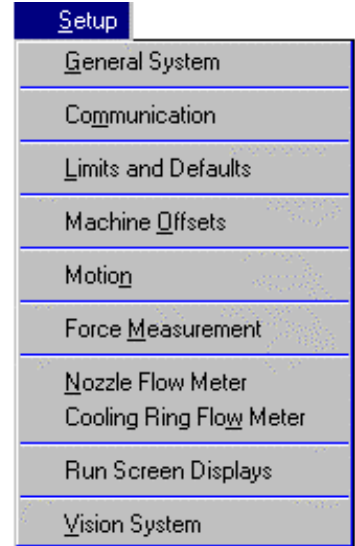 Setup
General System
Communication
Limits and Defaults
Machine Offsets
Motion
Force Measurement
Nozzle Flow Meter
Cooling Ring Flow Meter
Run Screen Displays
Vision System